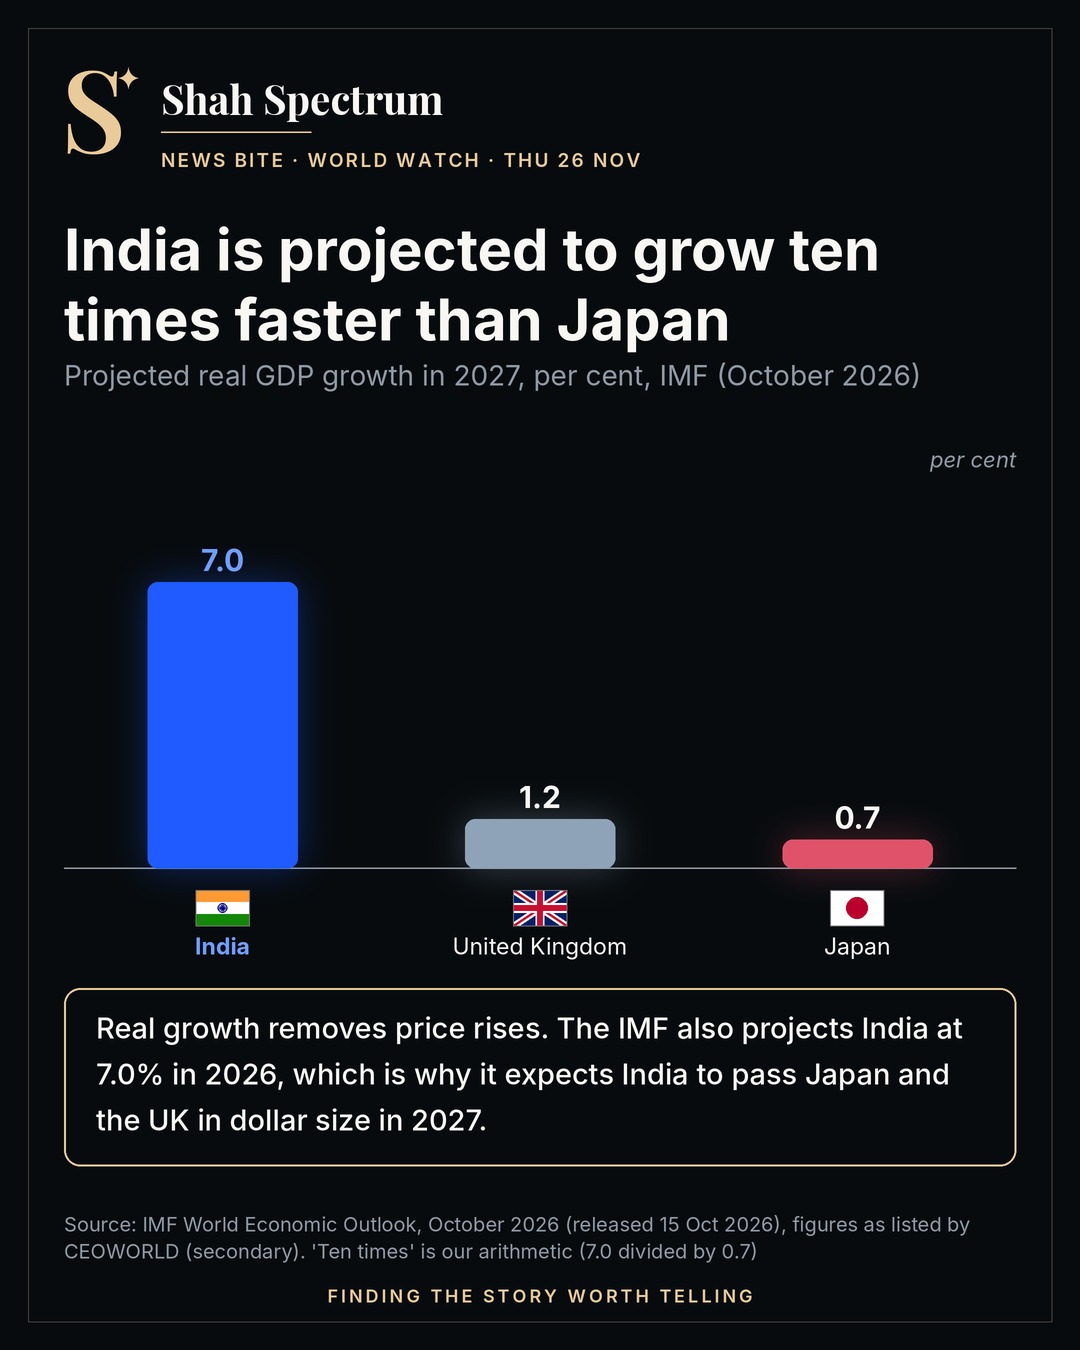 S
Shah Spectrum
NEWS BITE · WORLD WATCH · THU 26 NOV
India is projected to grow ten
times faster than Japan
Projected real GDP growth in 2027, per cent, IMF (October 2026)
per cent
7.0
1.2
0.7
India
United Kingdom
Japan
Real growth removes price rises. The IMF also projects India at
7.0% in 2026, which is why it expects India to pass Japan and
the UK in dollar size in 2027.
Source: IMF World Economic Outlook, October 2026 (released 15 Oct 2026), figures as listed by
CEOWORLD (secondary). 'Ten times' is our arithmetic (7.0 divided by 0.7)
FINDING THE STORY WORTH TELLING